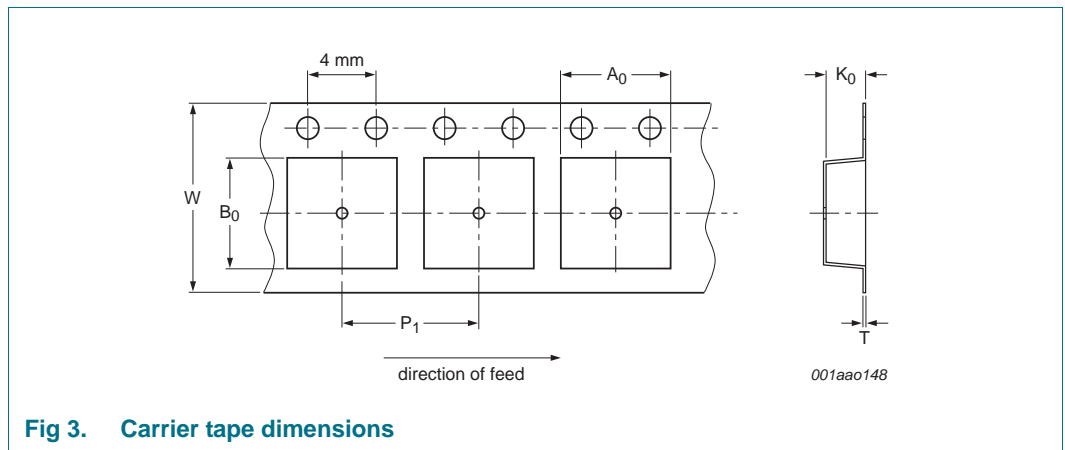 4 mm
A0
K0
W
B0
P1
T
direction of feed
001aao148
Fig 3. Carrier tape dimensions